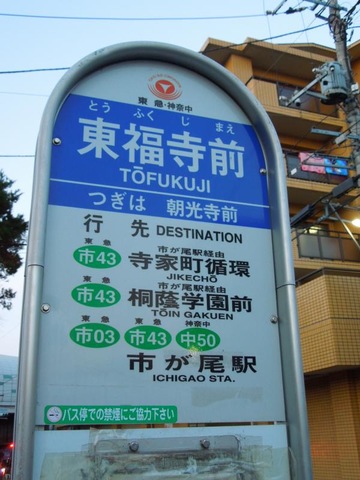 東急・神奈中
とうふくじまえ
東福寺前
TŌFUKUJI
つぎは 朝光寺前
行先 DESTINATION
東急 市が尾駅経由
市43 寺家町循環
JIKECHŌ
東急 市が尾駅経由
市43 桐蔭学園前
TŌIN GAKUEN
東急 東急 神奈中
市03 市43 中50
市が尾駅
ICHIGAO STA.
バス停での禁煙にご協力下さい